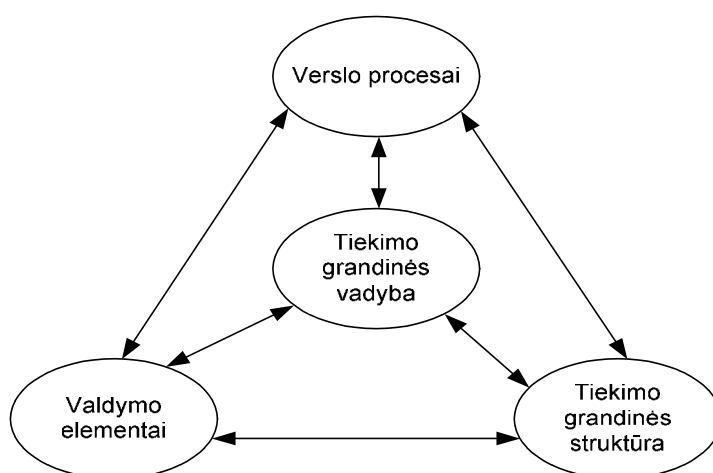 Verslo procesai
Tiekimo
grandinės
vadyba
Valdymo
elementai
Tiekimo
grandinės
struktūra